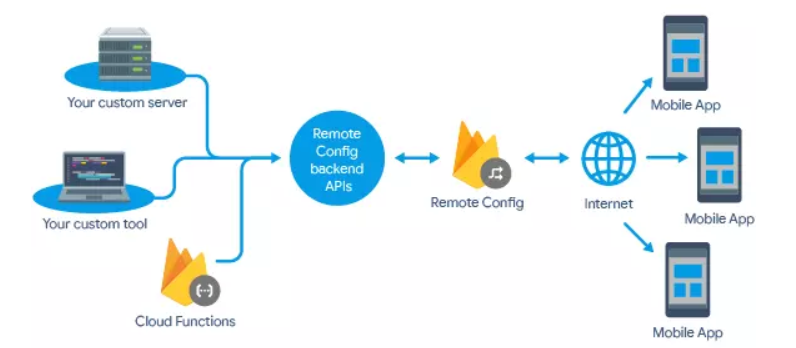 Your custom server
Your custom tool
Cloud Functions
Remote
Config
backend
APIs
Remote Config
Internet
Mobile App
Mobile App
Mobile App